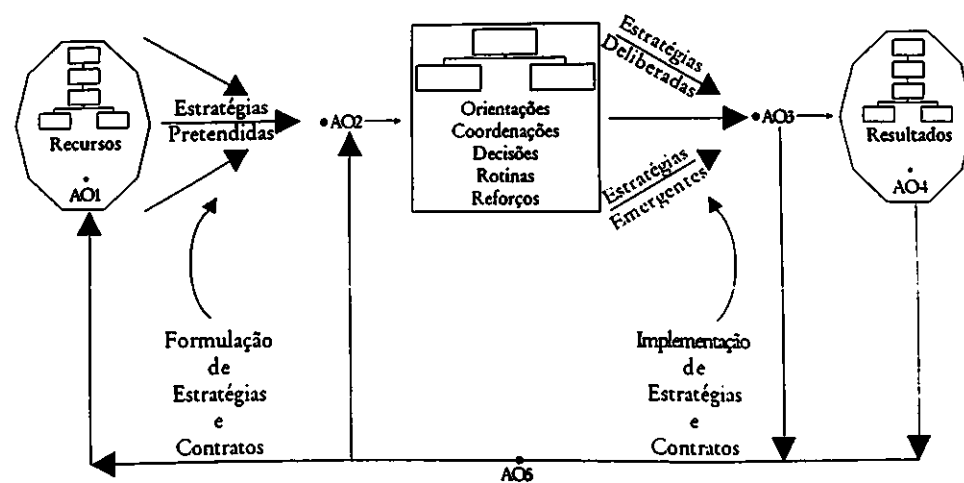 Recursos
AO1
Estratégias
Pretendidas
AO2
Orientações
Coordenações
Decisões
Rotinas
Reforços
Estratégias
Deliberadas
Estratégias
Emergentes
AO3
Resultados
AO4
Formulação
de
Estratégias
e
Contratos
Implementação
de
Estratégias
e
Contratos
AO5